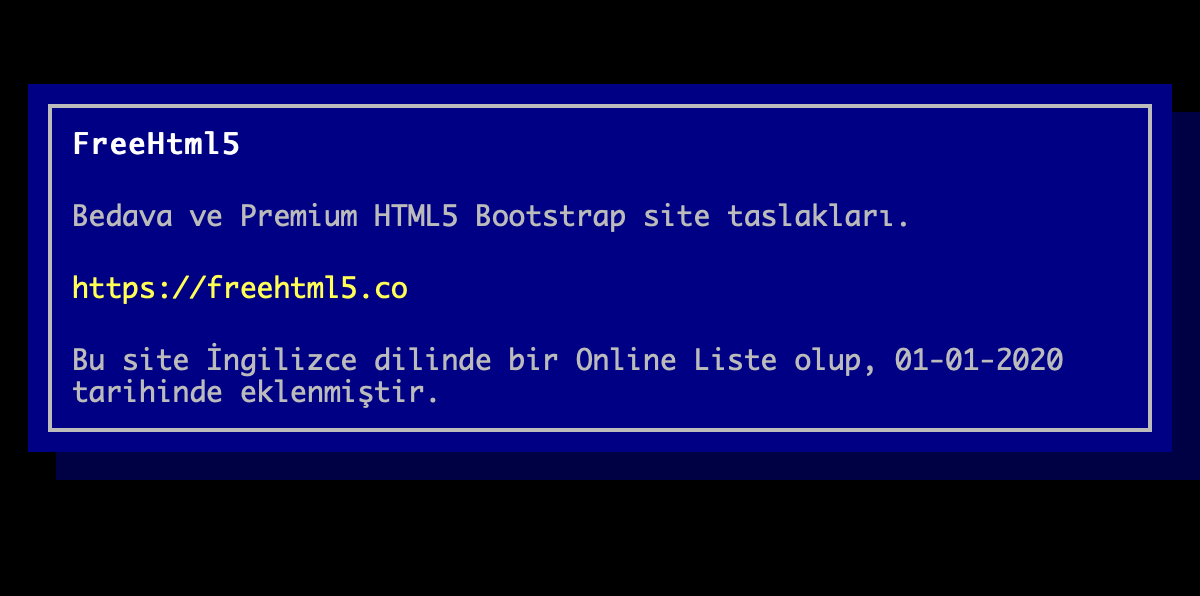 FreeHtml5
Bedava ve Premium HTML5 Bootstrap site taslakları.
https://freehtml5.co
Bu site İngilizce dilinde bir Online Liste olup, 01-01-2020
tarihinde eklenmiştir.